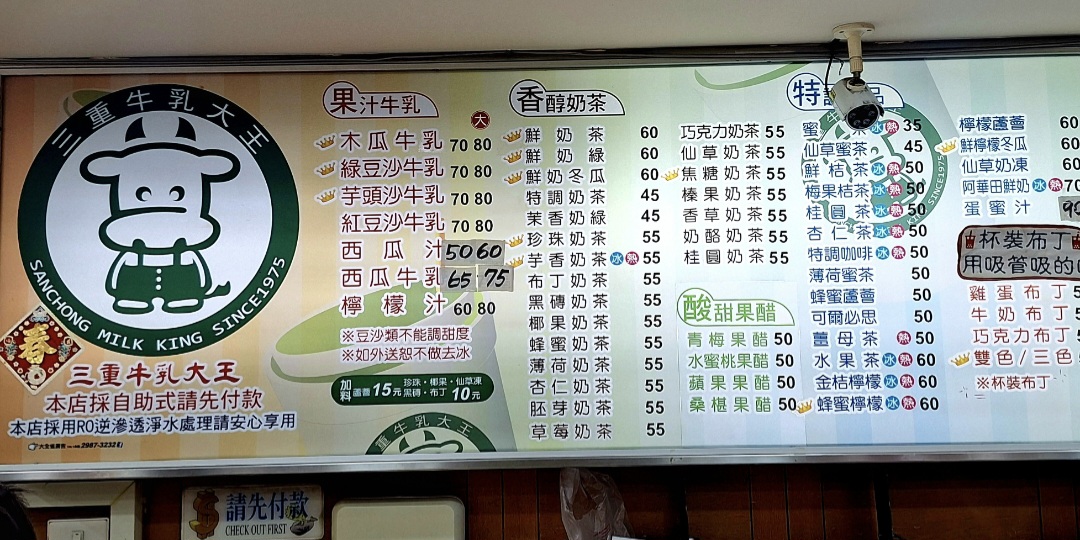 三重牛乳大王
SANCHONG MILK KING SINCE1975
春
三重牛乳大王
本店採自助式請先付款
本店採用RO逆滲透淨水處理請安心享用
果汁牛乳
大
木瓜牛乳 70 80
綠豆沙牛乳 70 80
芋頭沙牛乳 70 80
紅豆沙牛乳 70 80
西瓜汁 50 60
西瓜牛乳 65 75
檸檬汁 60 80
※豆沙類不能調甜度
※如外送恕不做去冰
加料 蘆薈15元 珍珠·椰果·仙草凍 黑磚·布丁 10元
牛乳大王
香醇奶茶
鮮奶茶 60
鮮奶綠 60
鮮奶冬瓜 60
特調奶茶 45
茉香奶綠 45
珍珠奶茶 55
芋香奶茶 冰 熱 55
布丁奶茶 55
黑磚奶茶 55
椰果奶茶 55
蜂蜜奶茶 55
薄荷奶茶 55
杏仁奶茶 55
胚芽奶茶 55
草莓奶茶 55
巧克力奶茶 55
仙草奶茶 55
焦糖奶茶 55
榛果奶茶 55
香草奶茶 55
奶酪奶茶 55
桂圓奶茶 55
酸甜果醋
青梅果醋 50
水蜜桃果醋 50
蘋果果醋 50
桑椹果醋 50
特
蜜 茶 冰 熱 35
仙草蜜茶 45
鮮桔茶 冰 熱 50
梅果桔茶 冰 熱 50
桂圓茶 冰 熱 50
杏仁茶 冰 熱 50
特調咖啡 冰 熱 50
薄荷蜜茶 50
蜂蜜蘆薈 50
可爾必思 50
薑母茶 熱 50
水果茶 冰 熱 60
金桔檸檬 冰 熱 60
蜂蜜檸檬 冰 熱 60
SINCE1975
檸檬蘆薈 60
鮮檸檬冬瓜 60
仙草奶凍 60
阿華田鮮奶 冰 熱 70
蛋蜜汁
杯裝布丁
用吸管吸的
雞蛋布丁
牛奶布丁
巧克力布丁
雙色/三色
※杯裝布丁
請先付款
CHECK OUT FIRST